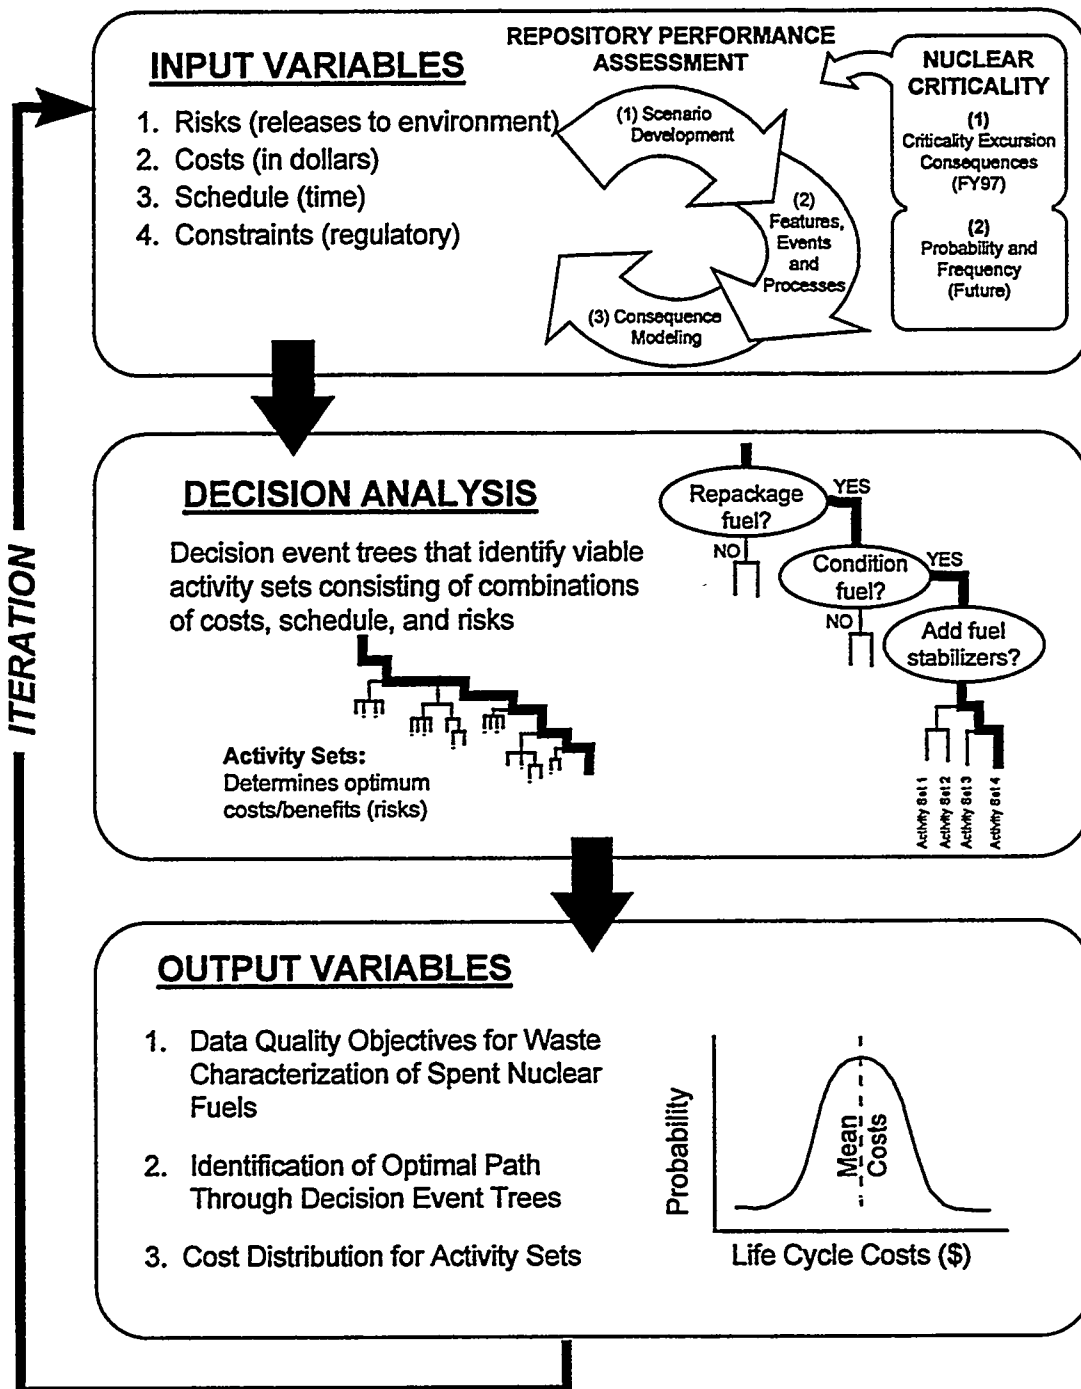 INPUT VARIABLES
1. Risks (releases to environment)
2. Costs (in dollars)
3. Schedule (time)
4. Constraints (regulatory)
REPOSITORY PERFORMANCE
ASSESSMENT
(1) Scenario
Development
(2)
Features,
Events
and
Processes
(3) Consequence
Modeling
NUCLEAR
CRITICALITY
(1)
Criticality Excursion
Consequences
(FY97)
(2)
Probability and
Frequency
(Future)
ITERATION
DECISION ANALYSIS
Decision event trees that identify viable
activity sets consisting of combinations
of costs, schedule, and risks
Activity Sets:
Determines optimum
costs/benefits (risks)
Repackage
fuel?
YES
NO
Condition
fuel?
YES
NO
Add fuel
stabilizers?
Activity Set 1
Activity Set 2
Activity Set 3
Activity Set 4
OUTPUT VARIABLES
1. Data Quality Objectives for Waste
Characterization of Spent Nuclear
Fuels
2. Identification of Optimal Path
Through Decision Event Trees
3. Cost Distribution for Activity Sets
Probability
Mean
Costs
Life Cycle Costs ($)